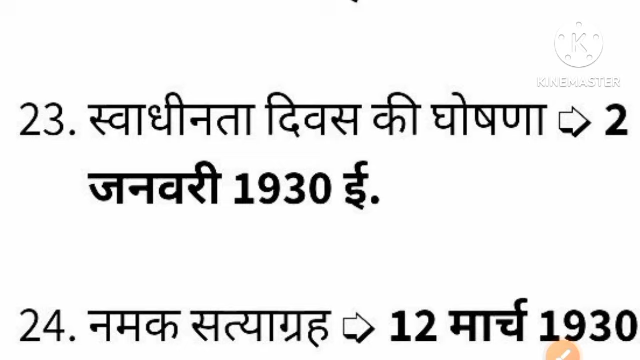 KINEMASTER
23. स्वाधीनता दिवस की घोषणा ➩ 2
जनवरी 1930 ई.
24. नमक सत्याग्रह ➩ 12 मार्च 1930